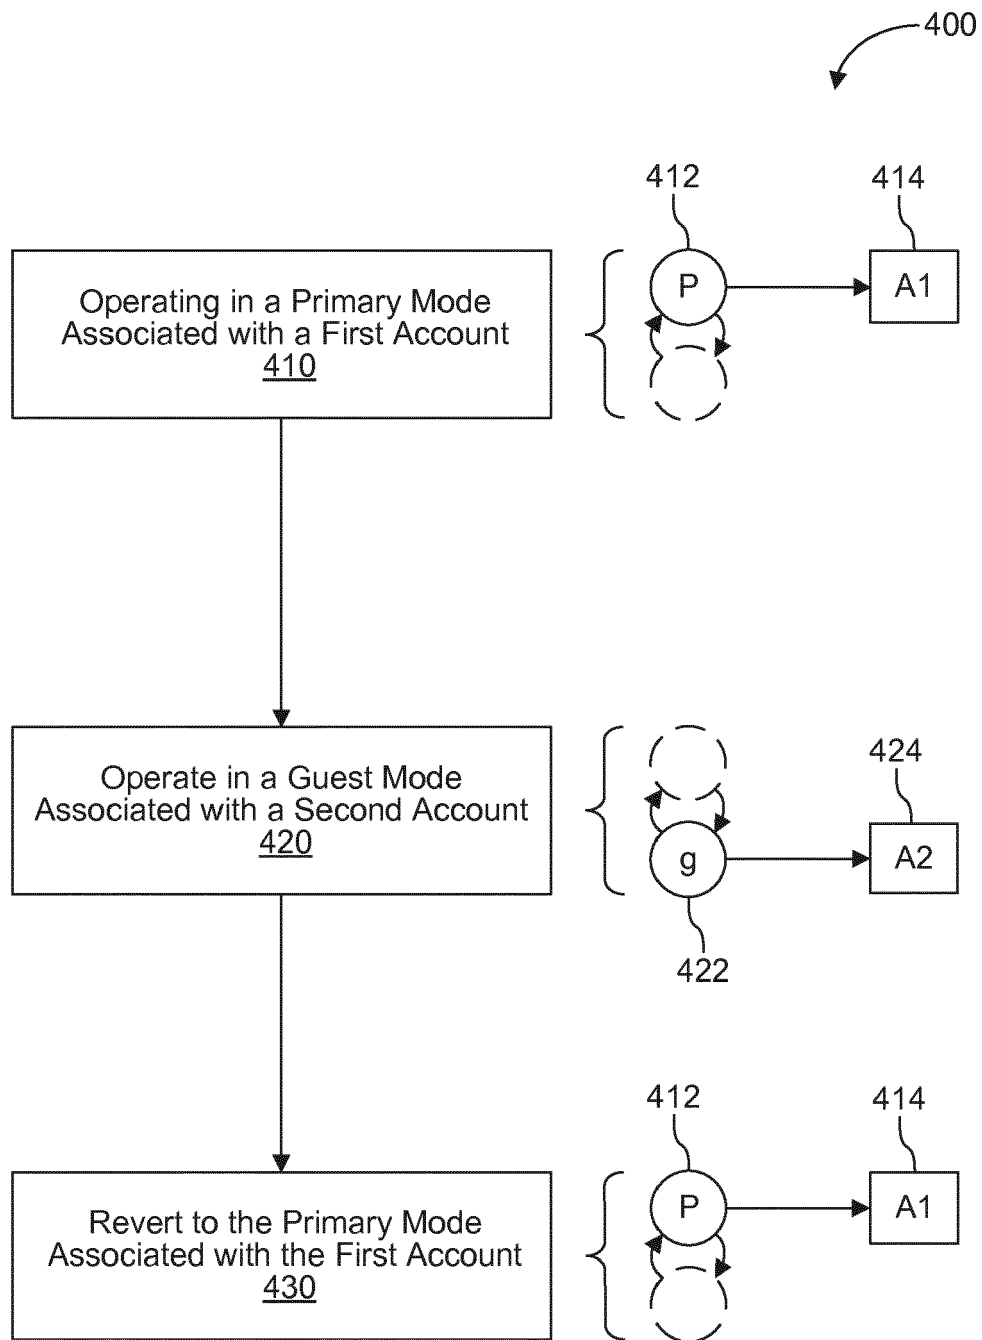 400
412
414
Operating in a Primary Mode
Associated with a First Account
410
P
A1
Operate in a Guest Mode
Associated with a Second Account
420
424
g
A2
422
412
414
Revert to the Primary Mode
Associated with the First Account
430
P
A1